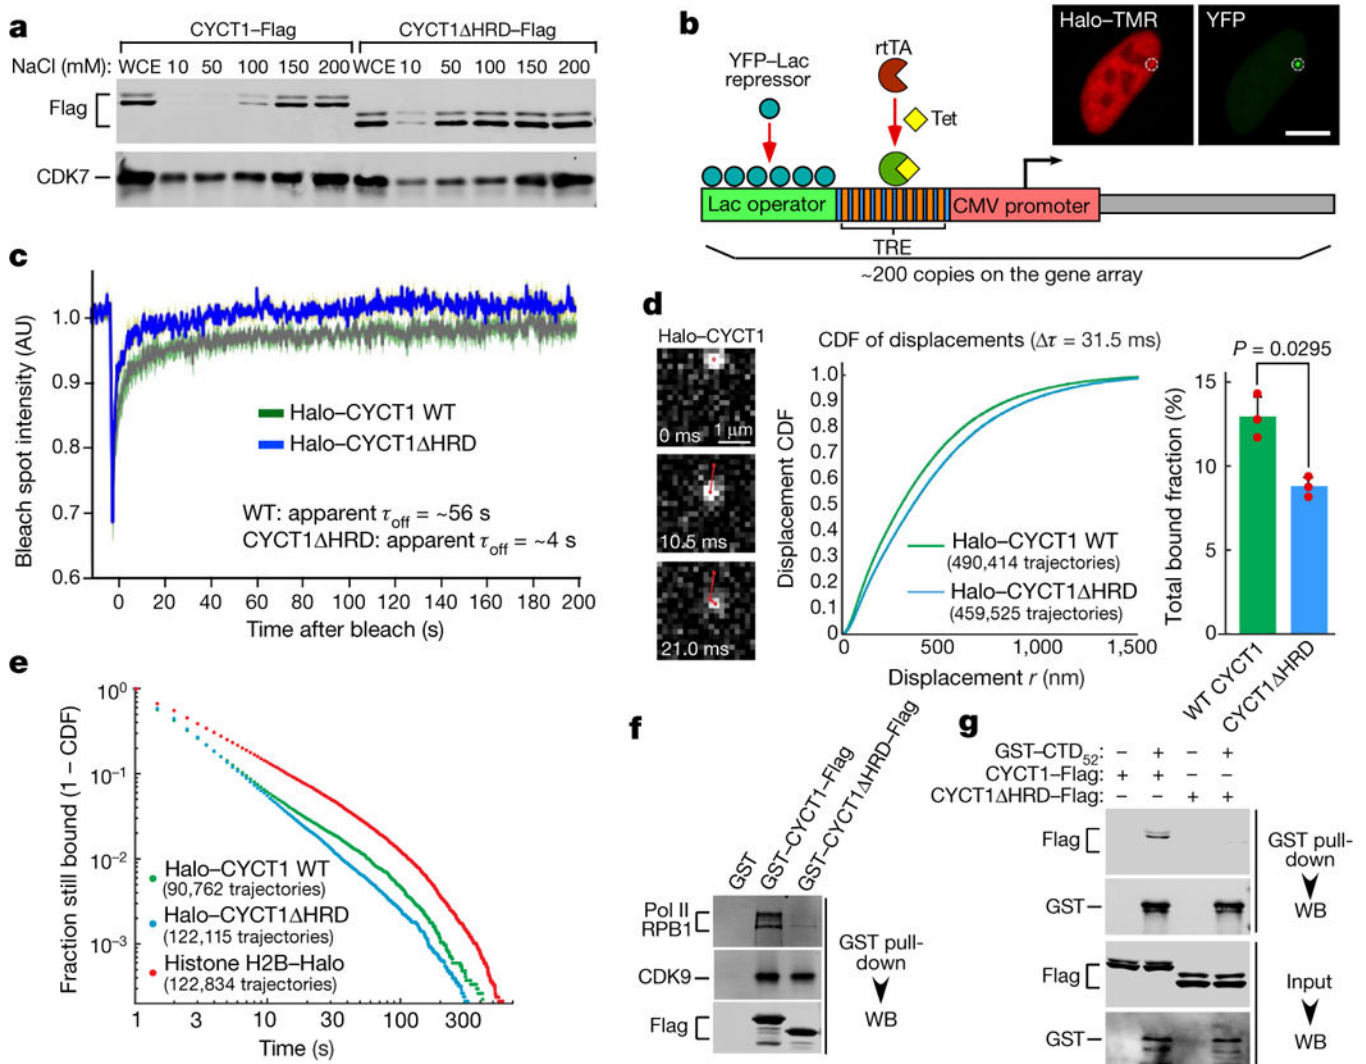 a
CYCT1–Flag CYCT1ΔHRD–Flag
NaCl (mM): WCE 10 50 100 150 200 WCE 10 50 100 150 200
Flag
CDK7
b
YFP–Lac
repressor
rtTA
Tet
Halo–TMR
YFP
Lac operator
CMV promoter
TRE
~200 copies on the gene array
c
Bleach spot intensity (AU)
1.0
0.9
0.8
0.7
0.6
Halo–CYCT1 WT
Halo–CYCT1ΔHRD
WT: apparent τoff = ~56 s
CYCT1ΔHRD: apparent τoff = ~4 s
0 20 40 60 80 100 120 140 160 180 200
Time after bleach (s)
d
Halo–CYCT1
0 ms
1 μm
10.5 ms
21.0 ms
CDF of displacements (Δτ = 31.5 ms)
Displacement CDF
1.0
0.9
0.8
0.7
0.6
0.5
0.4
0.3
0.2
0.1
0
Halo–CYCT1 WT
(490,414 trajectories)
Halo–CYCT1ΔHRD
(459,525 trajectories)
0 500 1,000 1,500
Displacement r (nm)
P = 0.0295
Total bound fraction (%)
15
10
5
0
WT CYCT1
CYCT1ΔHRD
e
Fraction still bound (1 – CDF)
10⁰
10⁻¹
10⁻²
10⁻³
Halo–CYCT1 WT
(90,762 trajectories)
Halo–CYCT1ΔHRD
(122,115 trajectories)
Histone H2B–Halo
(122,834 trajectories)
1 3 10 30 100 300
Time (s)
f
GST
GST–CYCT1–Flag
GST–CYCT1ΔHRD–Flag
Pol II
RPB1
CDK9
Flag
GST pull-
down
WB
g
GST–CTD₅₂: – + – +
CYCT1–Flag: + + – –
CYCT1ΔHRD–Flag: – – + +
Flag
GST
GST pull-
down
WB
Flag
GST
Input
WB